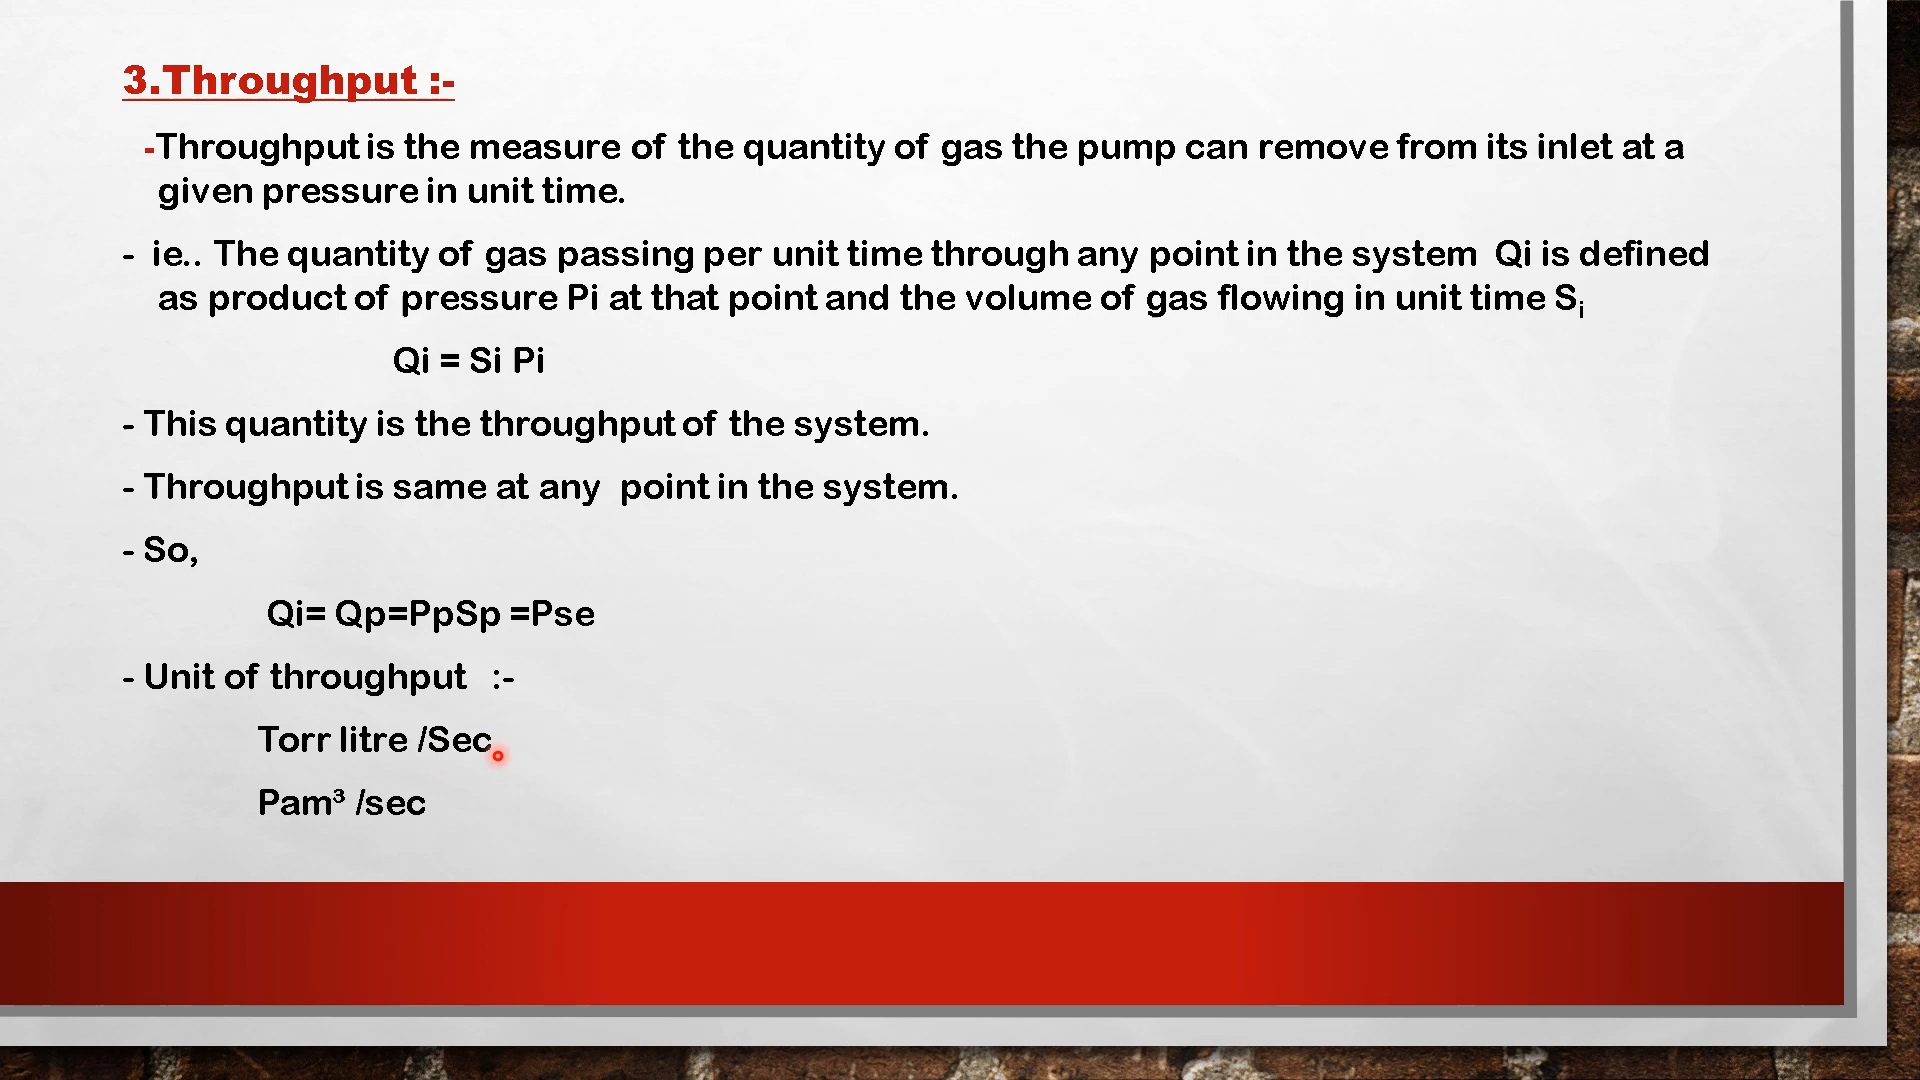 3.Throughput :-
-Throughput is the measure of the quantity of gas the pump can remove from its inlet at a
given pressure in unit time.
- ie.. The quantity of gas passing per unit time through any point in the system Qi is defined
as product of pressure Pi at that point and the volume of gas flowing in unit time Sᵢ
Qi = Si Pi
- This quantity is the throughput of the system.
- Throughput is same at any point in the system.
- So,
Qi= Qp=PpSp =Pse
- Unit of throughput :-
Torr litre /Sec
Pam³ /sec